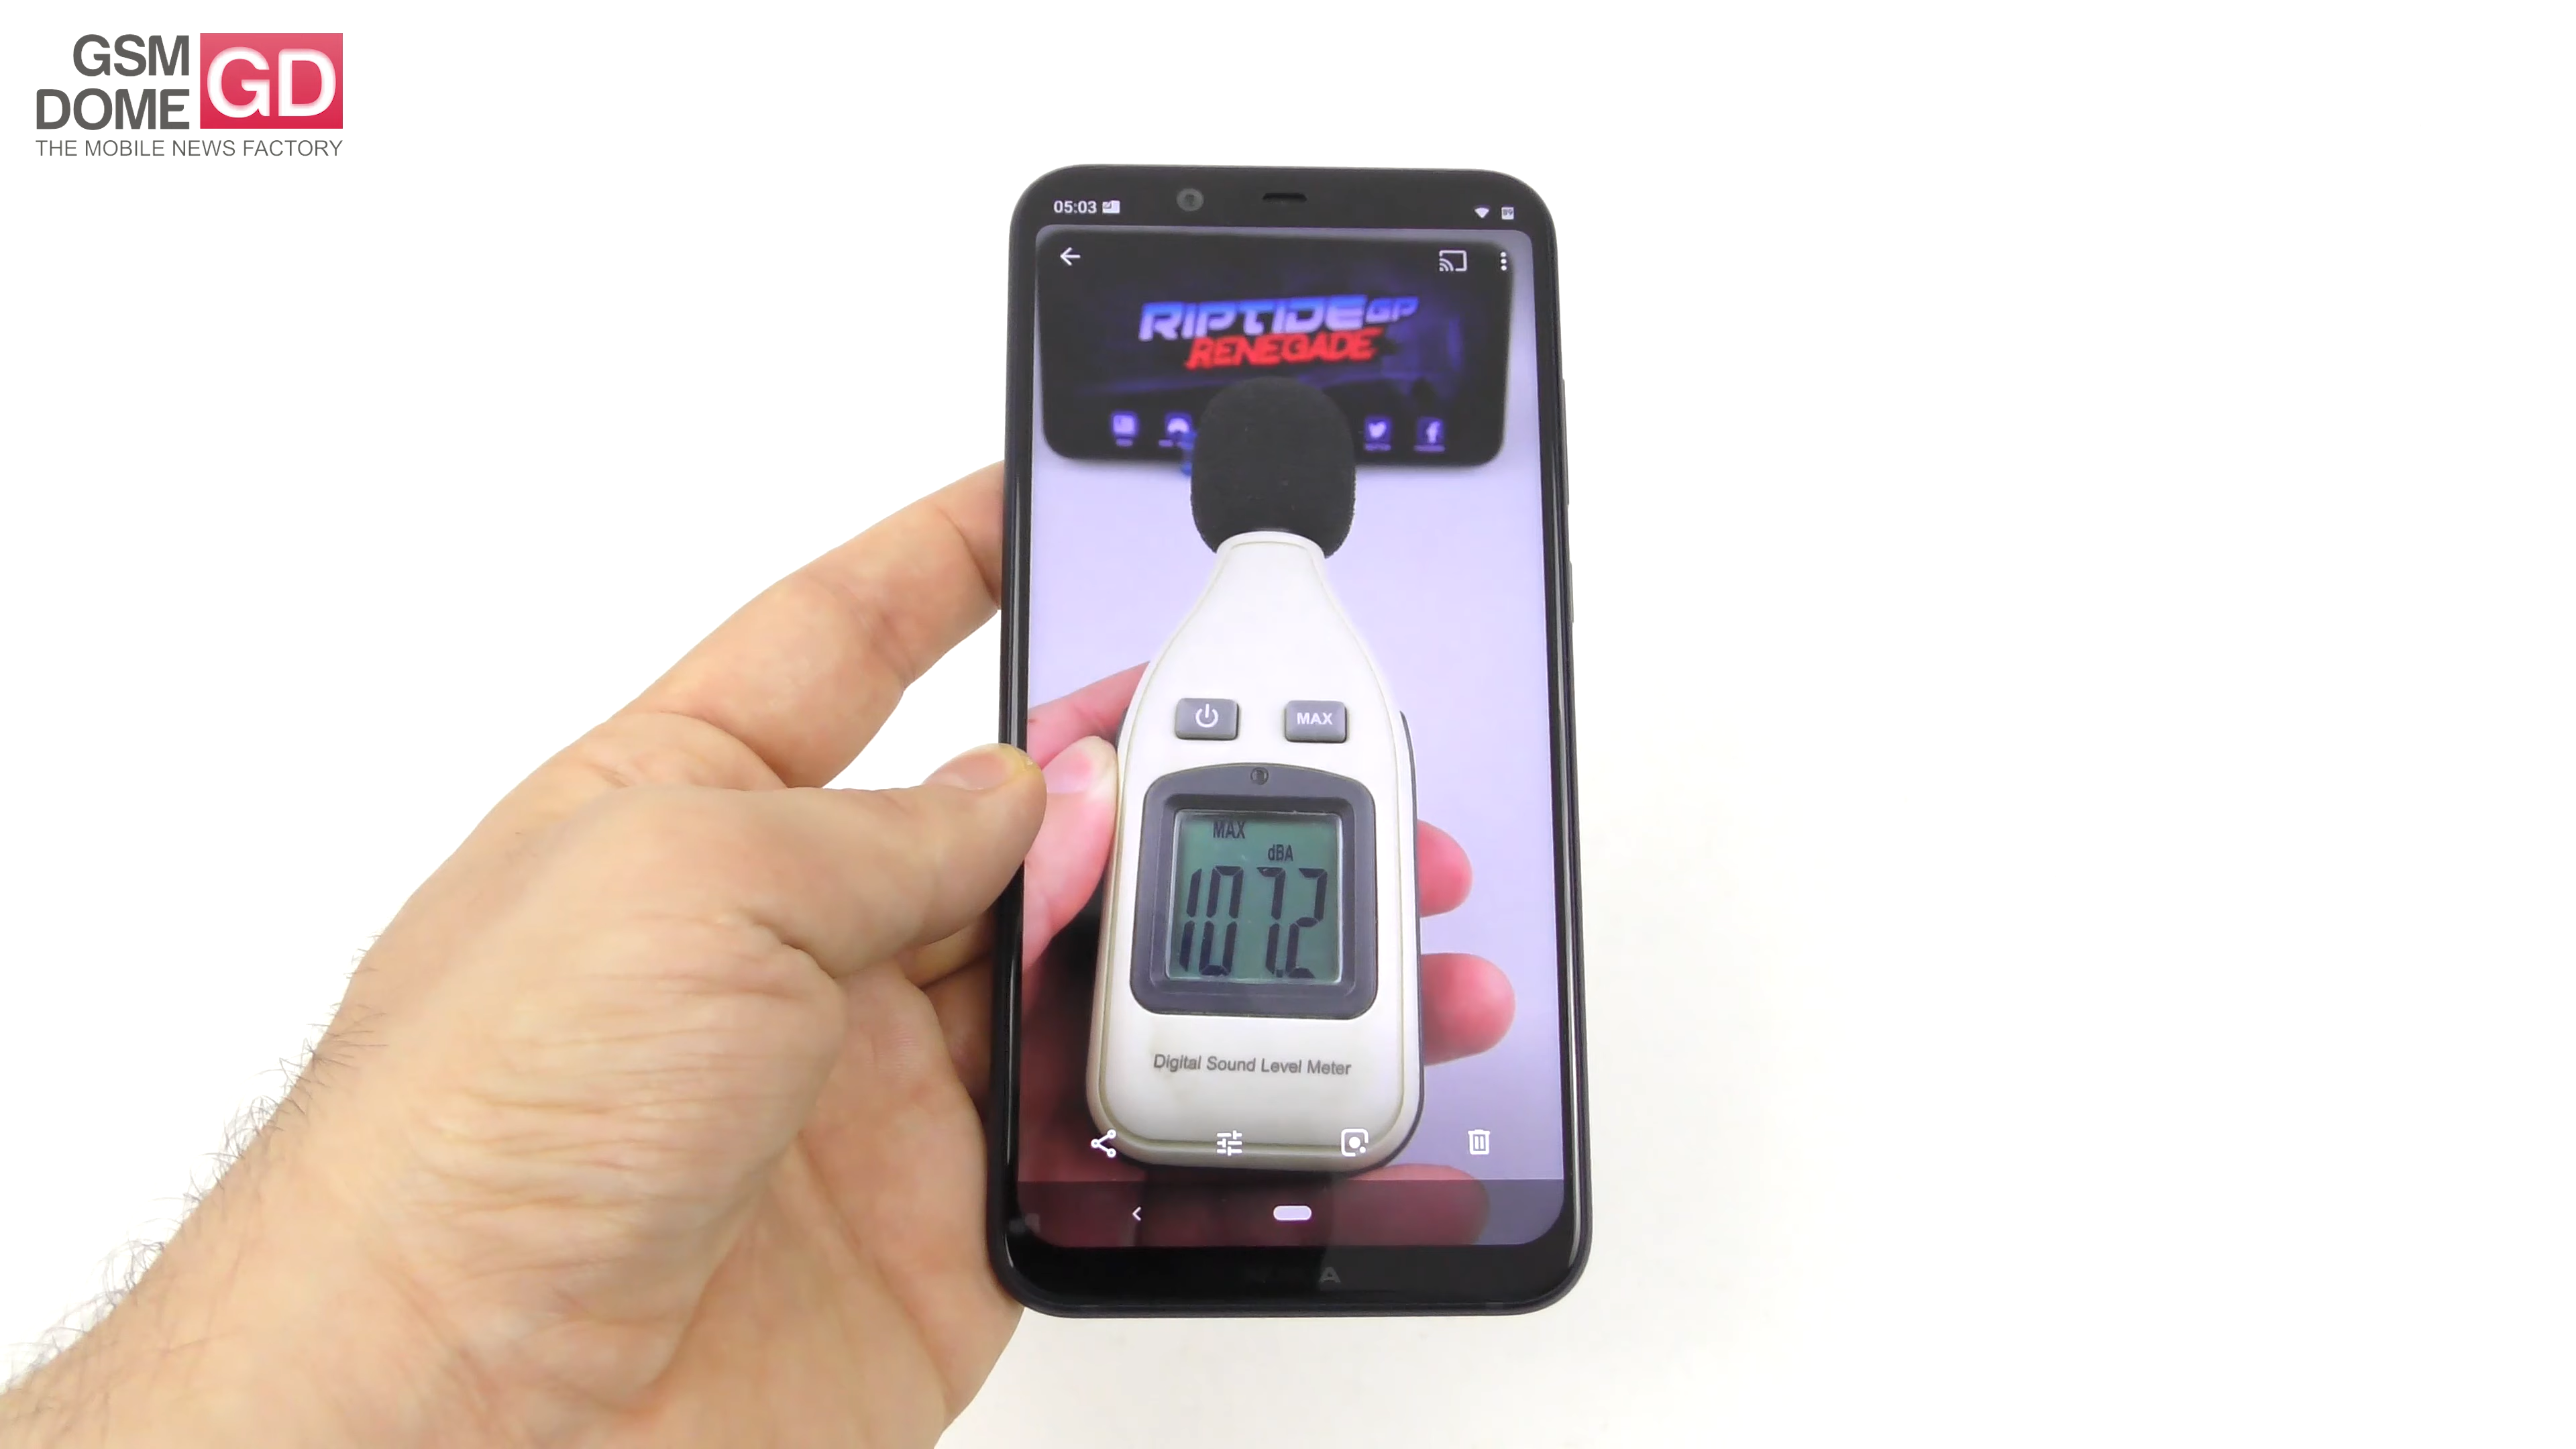 GSM
DOME
GD
THE MOBILE NEWS FACTORY
05:03
RIPTIDE GP
RENEGADE
MAX
MAX
dBA
107.2
Digital Sound Level Meter